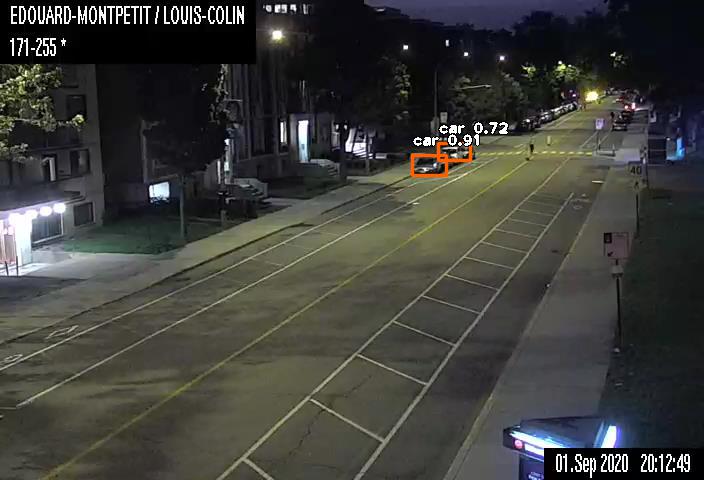 EDOUARD-MONTPETIT / LOUIS-COLIN
171-255 *
car 0.72
car 0.91
40
01.Sep 2020 20:12:49